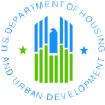 U.S. DEPARTMENT OF HOUSING
AND URBAN DEVELOPMENT